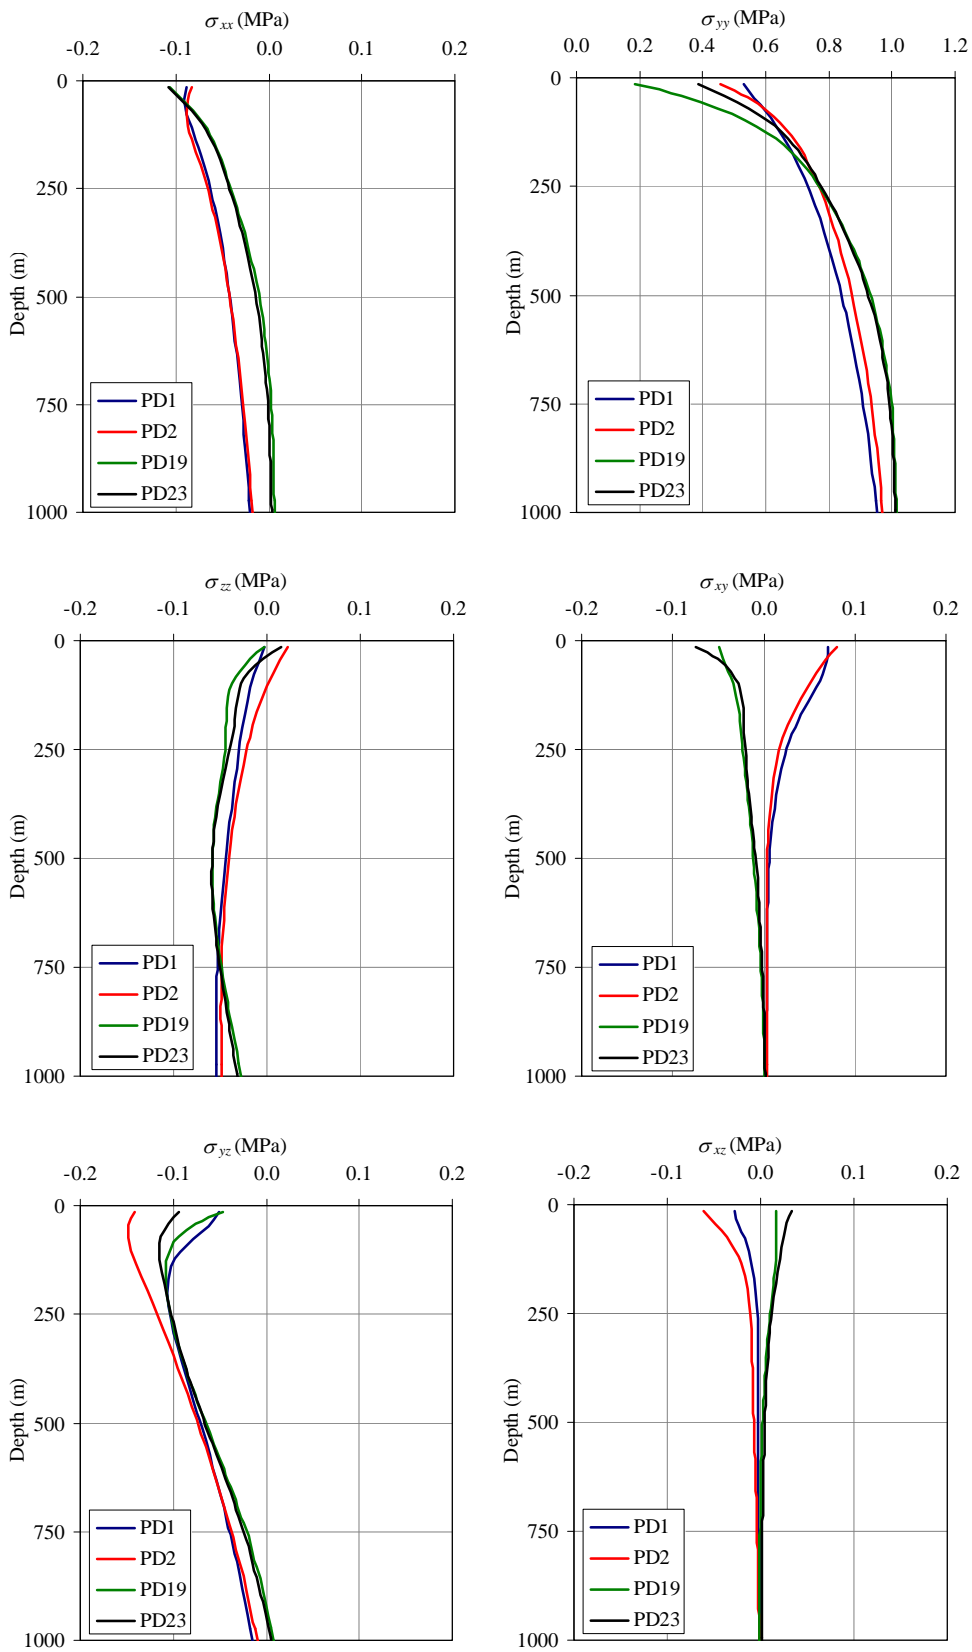 σxx (MPa)
-0.2 -0.1 0.0 0.1 0.2
0
250
500
750
1000
Depth (m)
PD1
PD2
PD19
PD23
σyy (MPa)
0.0 0.2 0.4 0.6 0.8 1.0 1.2
0
250
500
750
1000
Depth (m)
PD1
PD2
PD19
PD23
σzz (MPa)
-0.2 -0.1 0.0 0.1 0.2
0
250
500
750
1000
Depth (m)
PD1
PD2
PD19
PD23
σxy (MPa)
-0.2 -0.1 0.0 0.1 0.2
0
250
500
750
1000
Depth (m)
PD1
PD2
PD19
PD23
σyz (MPa)
-0.2 -0.1 0.0 0.1 0.2
0
250
500
750
1000
Depth (m)
PD1
PD2
PD19
PD23
σxz (MPa)
-0.2 -0.1 0.0 0.1 0.2
0
250
500
750
1000
Depth (m)
PD1
PD2
PD19
PD23